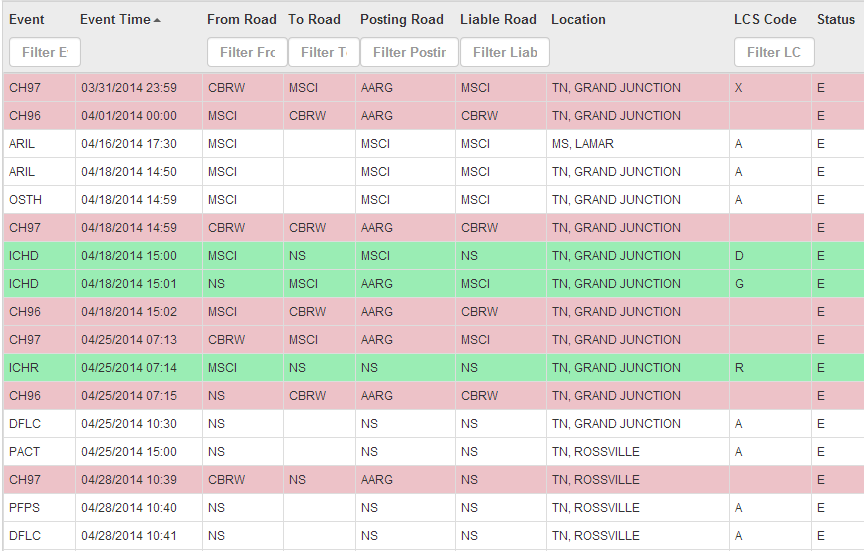 Event Event Time From Road To Road Posting Road Liable Road Location LCS Code Status
Filter E Filter Fro Filter T Filter Postin Filter Liab Filter LC
CH97 03/31/2014 23:59 CBRW MSCI AARG MSCI TN, GRAND JUNCTION X E
CH96 04/01/2014 00:00 MSCI CBRW AARG CBRW TN, GRAND JUNCTION E
ARIL 04/16/2014 17:30 MSCI MSCI MSCI MS, LAMAR A E
ARIL 04/18/2014 14:50 MSCI MSCI MSCI TN, GRAND JUNCTION A E
OSTH 04/18/2014 14:59 MSCI MSCI MSCI TN, GRAND JUNCTION A E
CH97 04/18/2014 14:59 CBRW CBRW AARG CBRW TN, GRAND JUNCTION E
ICHD 04/18/2014 15:00 MSCI NS MSCI NS TN, GRAND JUNCTION D E
ICHD 04/18/2014 15:01 NS MSCI AARG MSCI TN, GRAND JUNCTION G E
CH96 04/18/2014 15:02 MSCI CBRW AARG CBRW TN, GRAND JUNCTION E
CH97 04/25/2014 07:13 CBRW MSCI AARG MSCI TN, GRAND JUNCTION E
ICHR 04/25/2014 07:14 MSCI NS NS NS TN, GRAND JUNCTION R E
CH96 04/25/2014 07:15 NS CBRW AARG CBRW TN, GRAND JUNCTION E
DFLC 04/25/2014 10:30 NS NS NS TN, GRAND JUNCTION A E
PACT 04/25/2014 15:00 NS NS NS TN, ROSSVILLE A E
CH97 04/28/2014 10:39 CBRW NS AARG NS TN, ROSSVILLE E
PFPS 04/28/2014 10:40 NS NS NS TN, ROSSVILLE A E
DFLC 04/28/2014 10:41 NS NS NS TN, ROSSVILLE A E